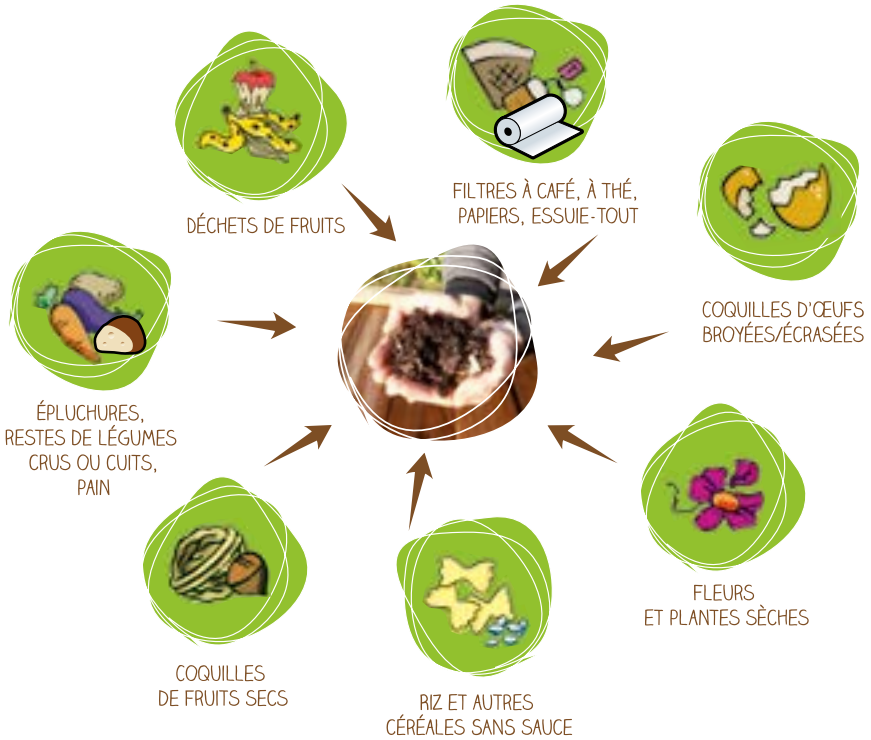 FILTRES À CAFÉ, À THÉ,
PAPIERS, ESSUIE-TOUT
DÉCHETS DE FRUITS
COQUILLES D'ŒUFS
BROYÉES/ÉCRASÉES
ÉPLUCHURES,
RESTES DE LÉGUMES
CRUS OU CUITS,
PAIN
FLEURS
ET PLANTES SÈCHES
COQUILLES
DE FRUITS SECS
RIZ ET AUTRES
CÉRÉALES SANS SAUCE